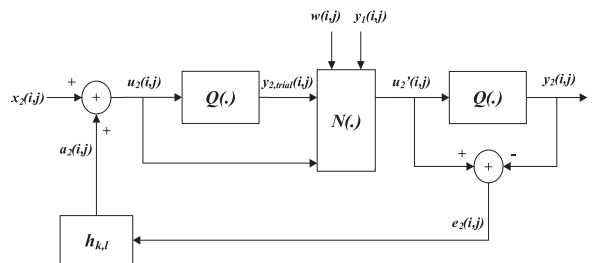 w(i,j) y1(i,j)
x2(i,j) + + u2(i,j) Q(.) y2,trial(i,j) N(.) u2'(i,j) Q(.) y2(i,j)
+ a2(i,j)
+ + -
e2(i,j)
hk,l